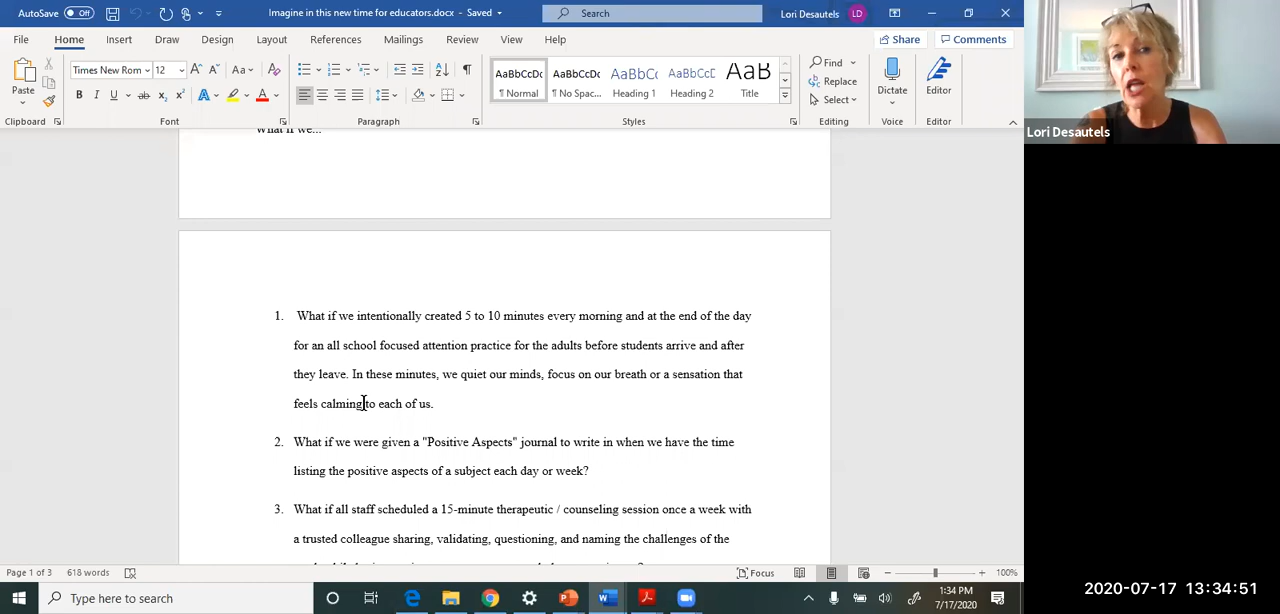 AutoSave Off Imagine in this new time for educators.docx - Saved Search Lori Desautels LD
File Home Insert Draw Design Layout References Mailings Review View Help Share Comments
Paste Times New Rom 12 Aa AaBbCcDc AaBbCcDc AaBbCc AaBbCcE AaB Find Replace Select Dictate Editor
¶ Normal ¶ No Spac... Heading 1 Heading 2 Title
Clipboard Font Paragraph Styles Editing Voice Editor
What if we...
1. What if we intentionally created 5 to 10 minutes every morning and at the end of the day
for an all school focused attention practice for the adults before students arrive and after
they leave. In these minutes, we quiet our minds, focus on our breath or a sensation that
feels calming to each of us.
2. What if we were given a "Positive Aspects" journal to write in when we have the time
listing the positive aspects of a subject each day or week?
3. What if all staff scheduled a 15-minute therapeutic / counseling session once a week with
a trusted colleague sharing, validating, questioning, and naming the challenges of the
Page 1 of 3 618 words Focus 100%
Type here to search 1:34 PM
7/17/2020
Lori Desautels
2020-07-17 13:34:51